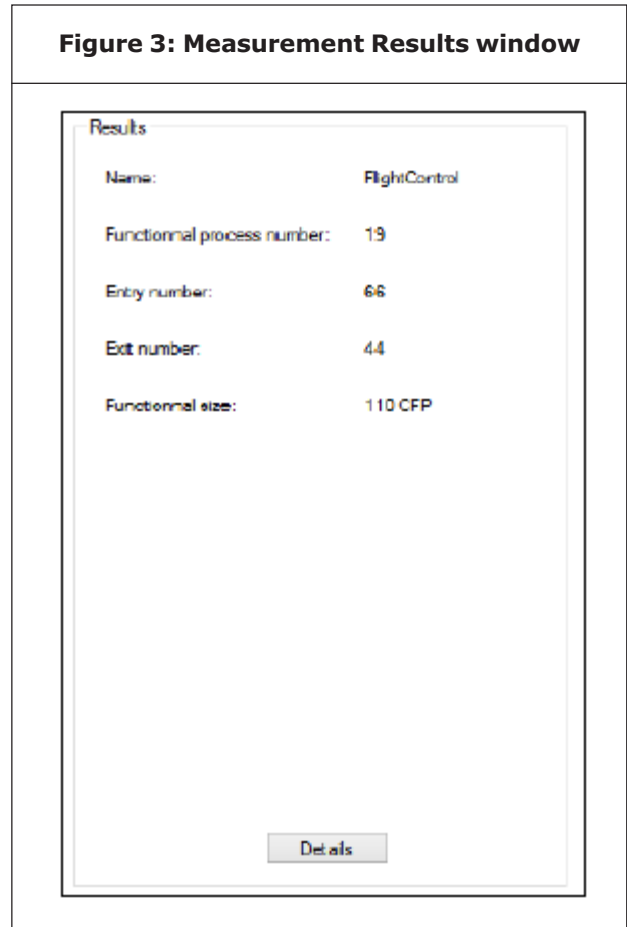 Figure 3: Measurement Results window
Results
Name: FlightControl
Functionnal process number: 19
Entry number: 66
Exit number: 44
Functionnal size: 110 CFP
Details